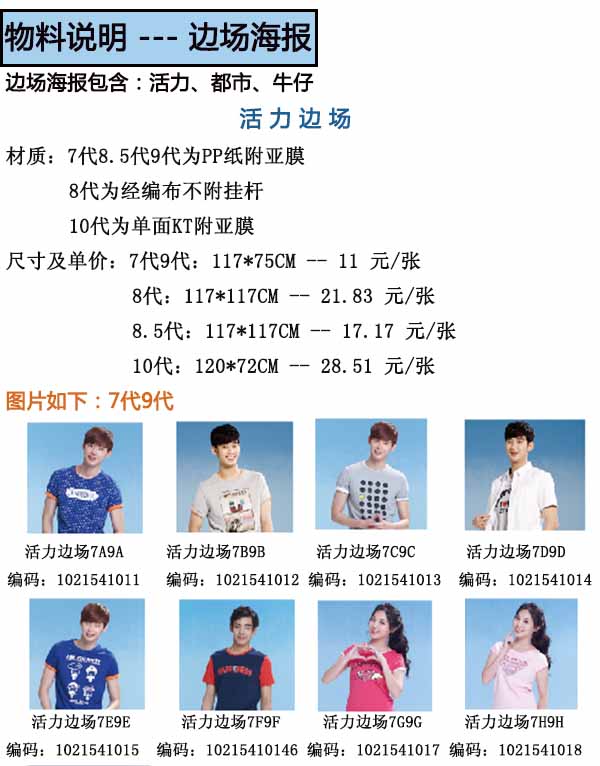 物料说明 --- 边场海报
边场海报包含：活力、都市、牛仔
活力边场
材质：7代8.5代9代为PP纸附亚膜
8代为经编布不附挂杆
10代为单面KT附亚膜
尺寸及单价：7代9代：117*75CM -- 11 元/张
8代：117*117CM -- 21.83 元/张
8.5代：117*117CM -- 17.17 元/张
10代：120*72CM -- 28.51 元/张
图片如下：7代9代
活力边场7A9A 活力边场7B9B 活力边场7C9C 活力边场7D9D
编码：1021541011 编码：1021541012 编码：1021541013 编码：1021541014
活力边场7E9E 活力边场7F9F 活力边场7G9G 活力边场7H9H
编码：1021541015 编码：10215410146 编码：1021541017 编码：1021541018